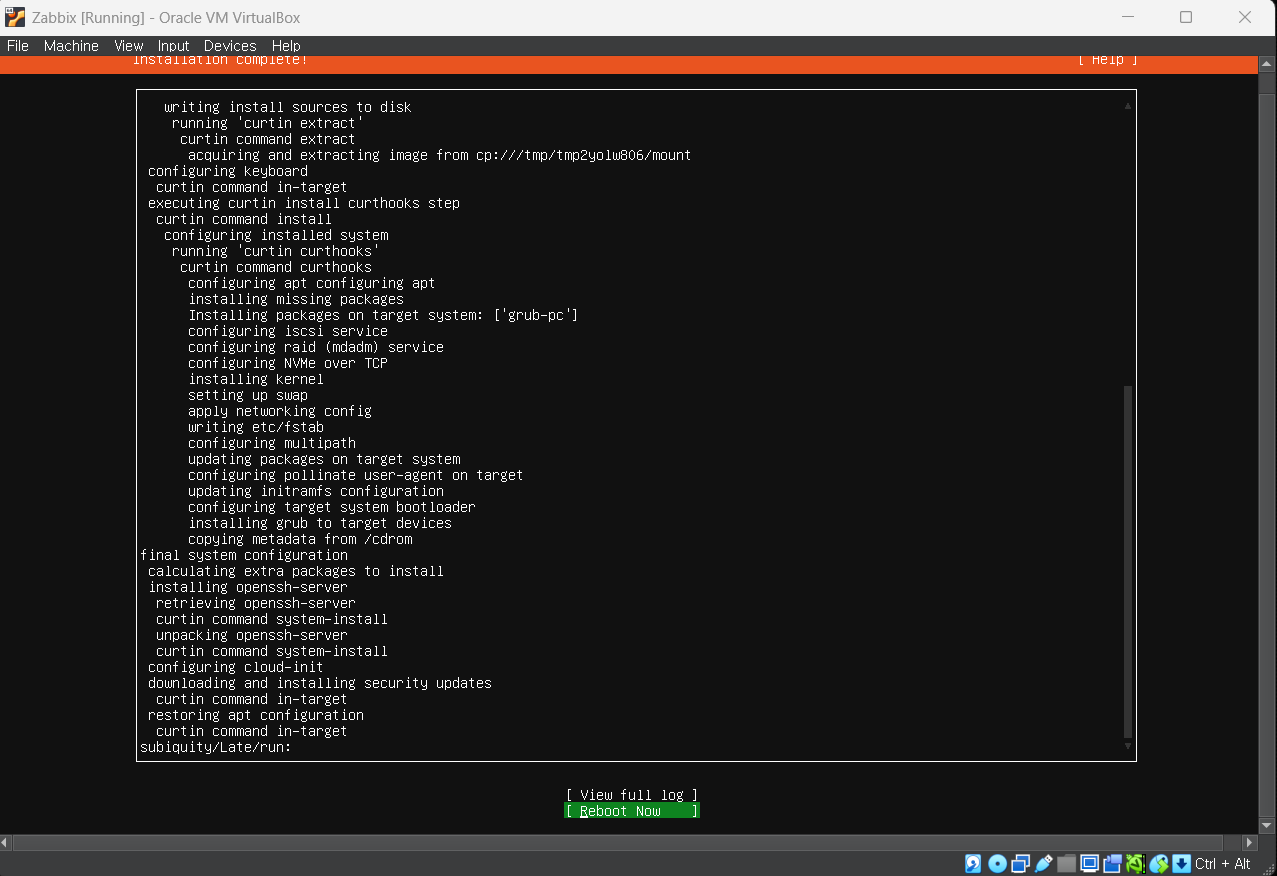 Zabbix [Running] - Oracle VM VirtualBox
File Machine View Input Devices Help
Installation complete! [ Help ]
writing install sources to disk
running 'curtin extract'
curtin command extract
acquiring and extracting image from cp:///tmp/tmp2yolw806/mount
configuring keyboard
curtin command in-target
executing curtin install curthooks step
curtin command install
configuring installed system
running 'curtin curthooks'
curtin command curthooks
configuring apt configuring apt
installing missing packages
Installing packages on target system: ['grub-pc']
configuring iscsi service
configuring raid (mdadm) service
configuring NVMe over TCP
installing kernel
setting up swap
apply networking config
writing etc/fstab
configuring multipath
updating packages on target system
configuring pollinate user-agent on target
updating initramfs configuration
configuring target system bootloader
installing grub to target devices
copying metadata from /cdrom
final system configuration
calculating extra packages to install
installing openssh-server
retrieving openssh-server
curtin command system-install
unpacking openssh-server
curtin command system-install
configuring cloud-init
downloading and installing security updates
curtin command in-target
restoring apt configuration
curtin command in-target
subiquity/Late/run:
[ View full log ]
[ Reboot Now ]
Ctrl + Alt